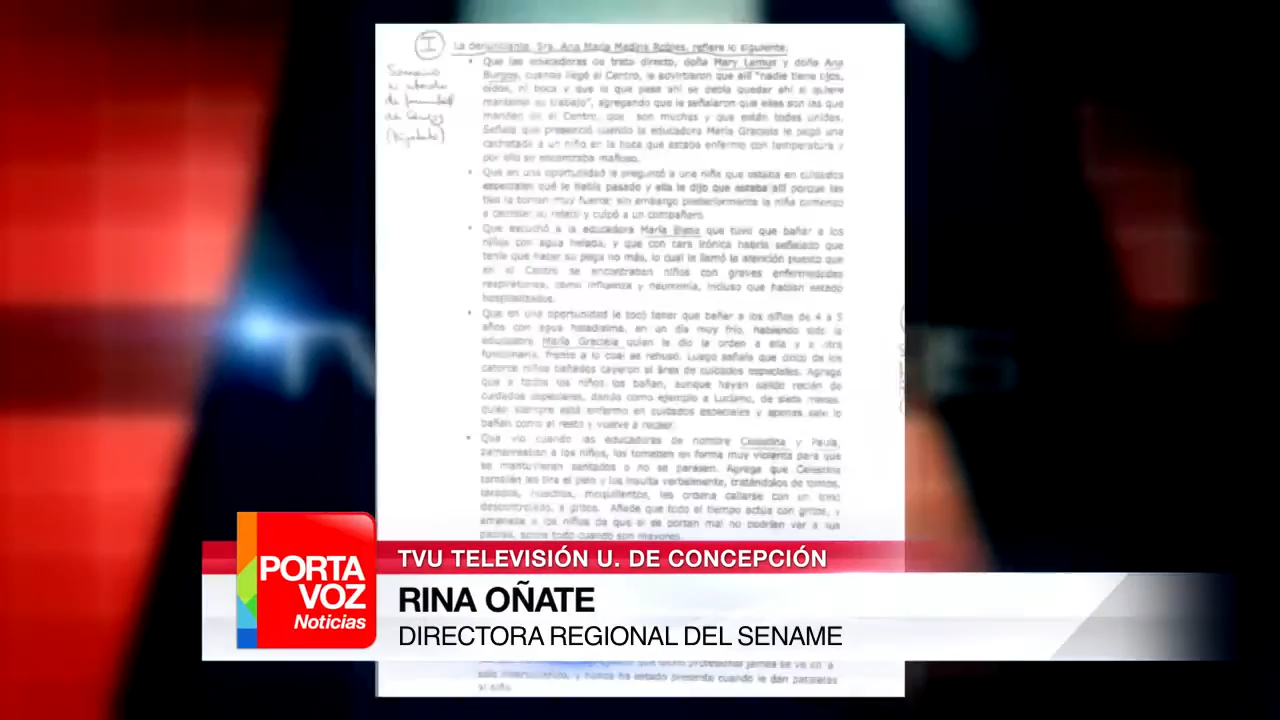 I
La denunciante, Sra. Ana María Medina Robles, refiere lo siguiente:
• Que las educadoras de trato directo, doña Mary Lemus y doña Ana
Burgos, cuando llegó al Centro, le advirtieron que allí "nadie tiene ojos,
oídos, ni boca y que lo que pasa ahí se debía quedar ahí si quiere
mantener su trabajo", agregando que le señalaron que ellas son las que
mandan en el Centro, que son muchas y que están todas unidas.
Señala que presenció cuando la educadora María Graciela le pegó una
cachetada a un niño en la boca que estaba enfermo con temperatura y
por ello se encontraba mañoso.
• Que en una oportunidad le preguntó a una niña que estaba en cuidados
especiales qué le había pasado y ella le dijo que estaba allí porque las
tías la toman muy fuerte; sin embargo posteriormente la niña comenzó
a cambiar su relato y culpó a un compañero.
• Que escuchó a la educadora María Elena que tuvo que bañar a los
niños con agua helada, y que con cara irónica habría señalado que
tenía que hacer su pega no más, lo cual le llamó la atención puesto que
en el Centro se encontraban niños con graves enfermedades
respiratorias, como influenza y neumonía, incluso que habían estado
hospitalizados.
• Que en una oportunidad le tocó tener que bañar a los niños de 4 a 5
años con agua heladísima, en un día muy frío, habiendo sido la
educadora María Graciela quien le dio la orden a ella y a otra
funcionaria, frente a lo cual se rehusó. Luego señala que cinco de los
catorce niños bañados cayeron al área de cuidados especiales. Agrega
que a todos los niños los bañan, aunque hayan salido recién de
cuidados especiales, dando como ejemplo a Luciano, de siete meses,
quien siempre está enfermo en cuidados especiales y apenas sale lo
bañan como al resto y vuelve a recaer.
• Que vio cuando las educadoras de nombre Celestina y Paula,
zamarreaban a los niños, los tomaban en forma muy violenta para que
se mantuvieran sentados o no se parasen. Agrega que Celestina
también les tira el pelo y los insulta verbalmente, tratándolos de tontos,
les ordena callarse con un tono
descontrolado, a gritos. Añade que todo el tiempo actúa con gritos, y
amenaza a los niños de que si se portan mal no podrían ver a sus
padres, sobre todo cuando son mayores.
PORTA
VOZ
Noticias
TVU TELEVISIÓN U. DE CONCEPCIÓN
RINA OÑATE
DIRECTORA REGIONAL DEL SENAME
profesional jamás se ve en la
y nunca ha estado presente cuando le dan pataletas
al niño.